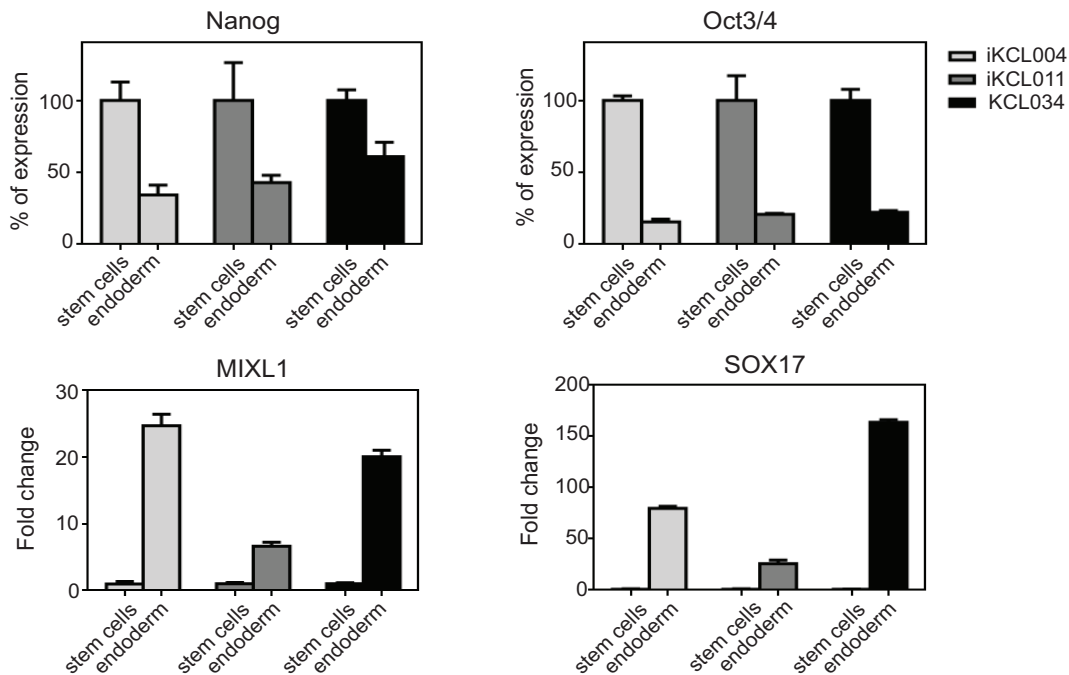 Nanog
% of expression
100
50
0
stem cells
endoderm
stem cells
endoderm
stem cells
endoderm
Oct3/4
% of expression
100
50
0
stem cells
endoderm
stem cells
endoderm
stem cells
endoderm
iKCL004
iKCL011
KCL034
MIXL1
Fold change
30
20
10
0
stem cells
endoderm
stem cells
endoderm
stem cells
endoderm
SOX17
Fold change
200
150
100
50
0
stem cells
endoderm
stem cells
endoderm
stem cells
endoderm